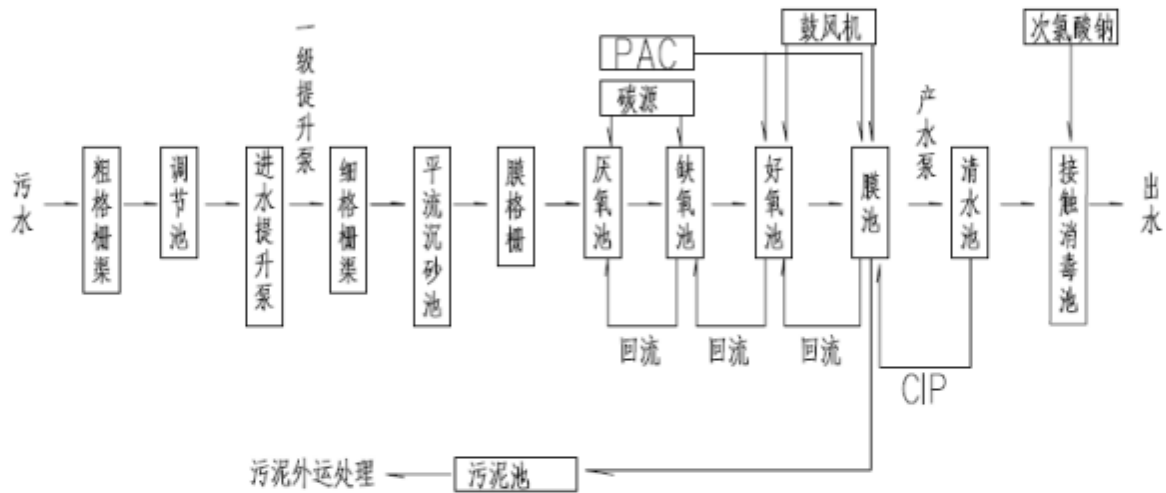 一级提升泵
PAC
碳源
鼓风机
次氯酸钠
产水泵
污水
粗格栅渠
调节池
进水提升泵
细格栅渠
平流沉砂池
膜格栅
厌氧池
缺氧池
好氧池
膜池
清水池
接触消毒池
出水
回流
回流
回流
CIP
污泥外运处理
污泥池